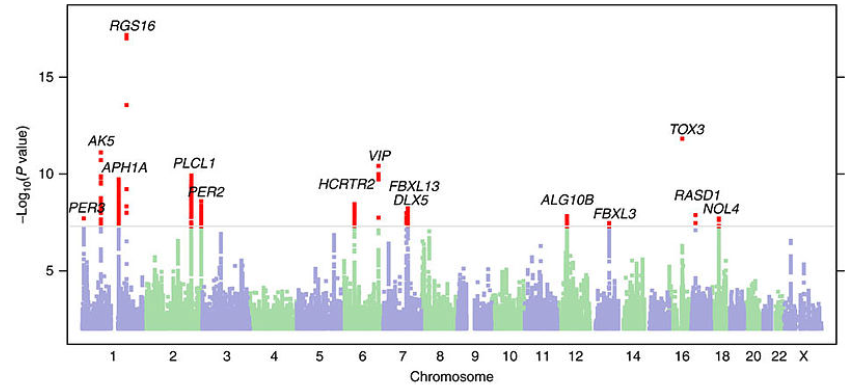 RGS16
15
AK5
TOX3
APH1A
PLCL1
VIP
10
PER2
HCRTR2
FBXL13
DLX5
ALG10B
RASD1
PER3
FBXL3
NOL4
5
−Log10(P value)
1 2 3 4 5 6 7 8 9 10 11 12 14 16 18 20 22 X
Chromosome